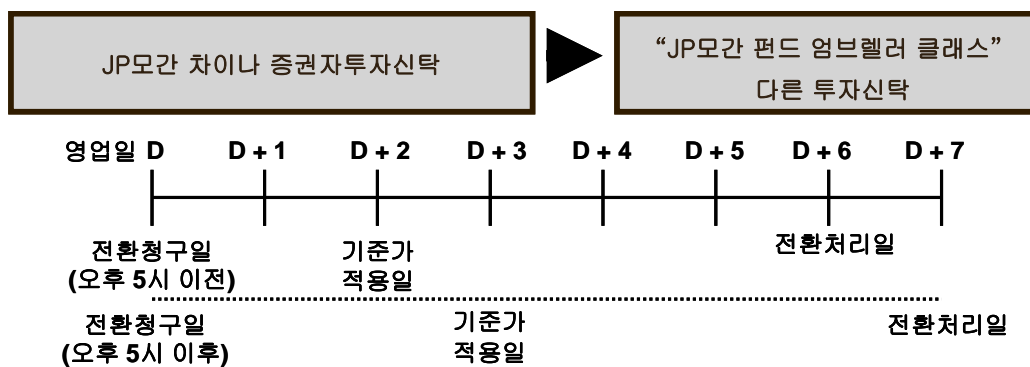 JP모간 차이나 증권자투자신탁
“JP모간 펀드 엄브렐러 클래스”
다른 투자신탁
영업일 D D + 1 D + 2 D + 3 D + 4 D + 5 D + 6 D + 7
전환청구일 기준가 전환처리일
(오후 5시 이전) 적용일
전환청구일 기준가 전환처리일
(오후 5시 이후) 적용일